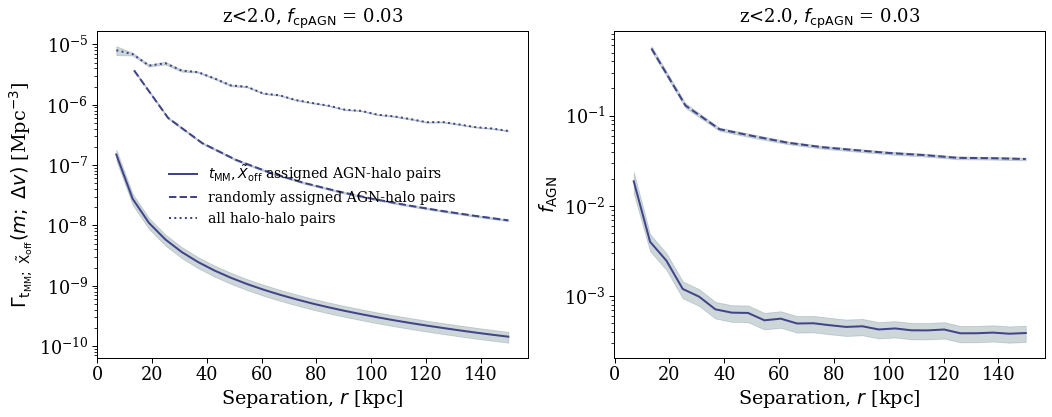 z<2.0, f_cpAGN = 0.03
10^−5
10^−6
10^−7
10^−8
10^−9
10^−10
Γ_{t_MM; x̃_off}(m; Δv) [Mpc^−3]
t_MM, x̃_off assigned AGN-halo pairs
randomly assigned AGN-halo pairs
all halo-halo pairs
0 20 40 60 80 100 120 140
Separation, r [kpc]
z<2.0, f_cpAGN = 0.03
10^−1
10^−2
10^−3
f_AGN
0 20 40 60 80 100 120 140
Separation, r [kpc]